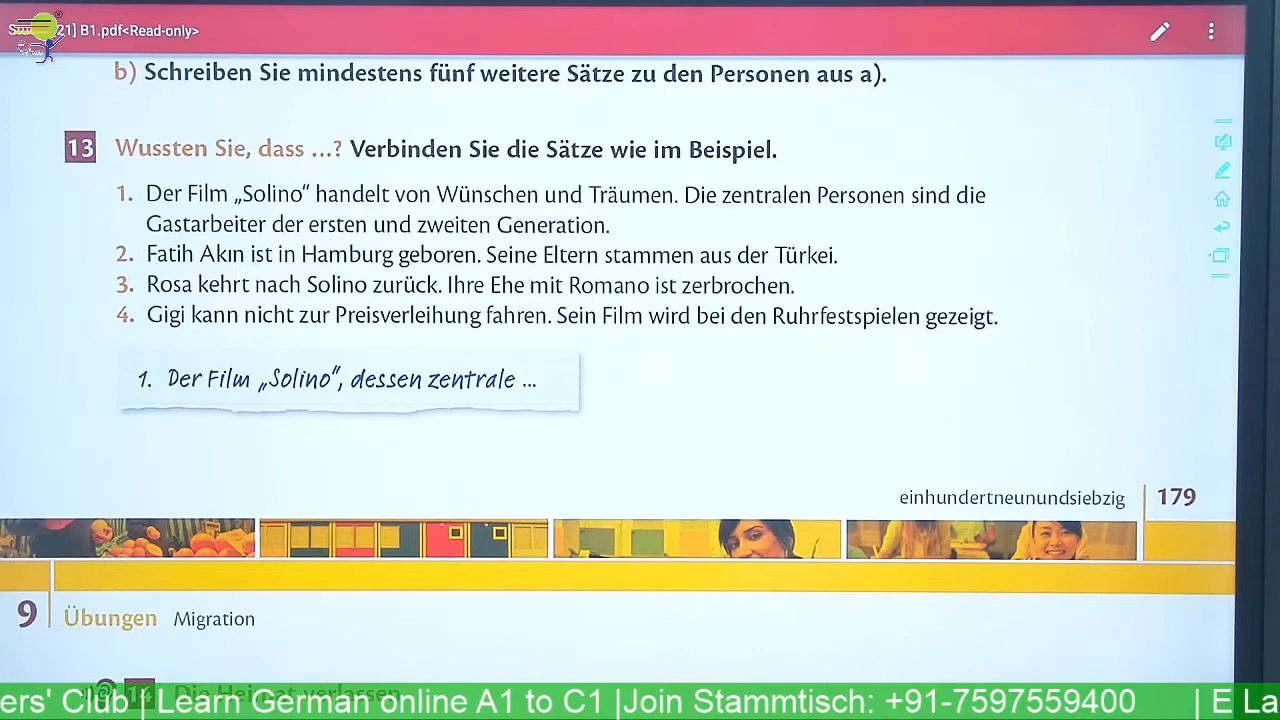 21] B1.pdf<Read-only>
b) Schreiben Sie mindestens fünf weitere Sätze zu den Personen aus a).
13 Wussten Sie, dass ...? Verbinden Sie die Sätze wie im Beispiel.
1. Der Film „Solino“ handelt von Wünschen und Träumen. Die zentralen Personen sind die
Gastarbeiter der ersten und zweiten Generation.
2. Fatih Akın ist in Hamburg geboren. Seine Eltern stammen aus der Türkei.
3. Rosa kehrt nach Solino zurück. Ihre Ehe mit Romano ist zerbrochen.
4. Gigi kann nicht zur Preisverleihung fahren. Sein Film wird bei den Ruhrfestspielen gezeigt.
1. Der Film „Solino“, dessen zentrale ...
einhundertneunundsiebzig 179
9 Übungen Migration
14 Die Heimat verlassen
ers' Club | Learn German online A1 to C1 |Join Stammtisch: +91-7597559400 | E La